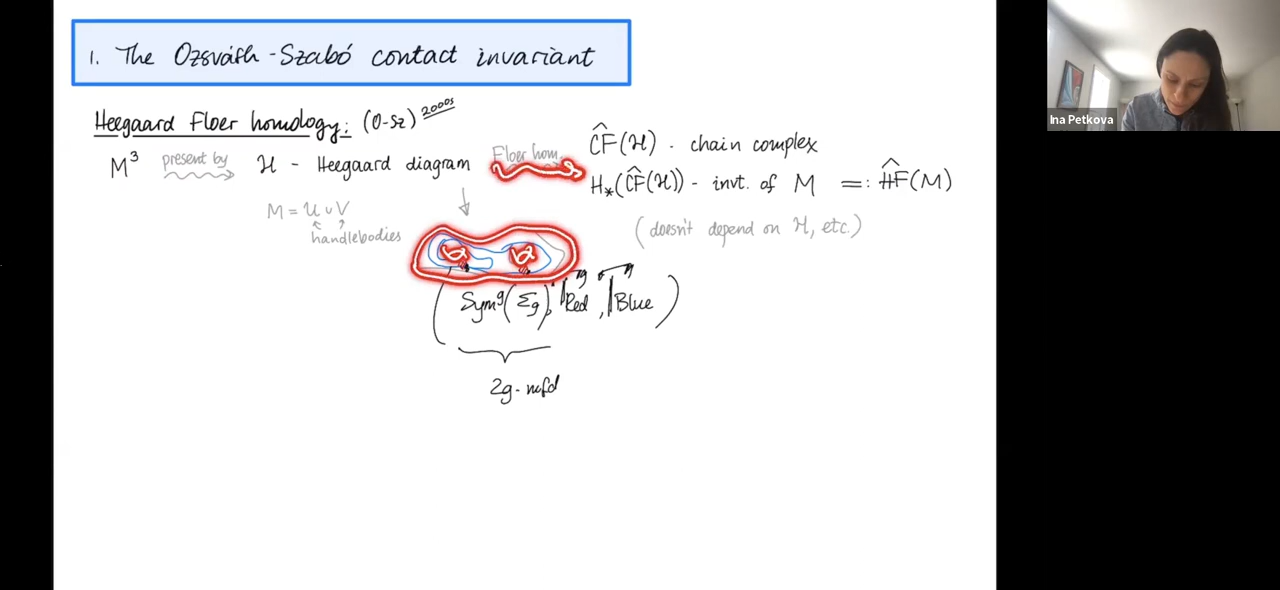 1. The Ozsváth-Szabó contact invariant
Heegaard Floer homology: (O-Sz) 2000s
M³ present by ℋ - Heegaard diagram Floer hom. ĈF(ℋ) - chain complex
H⁎(ĈF(ℋ)) - invt. of M =: ĤF(M)
M = U ∪ V
handlebodies
(doesn't depend on ℋ, etc.)
(Symᵍ(Σg), Red, Blue)
2g-mfd
Ina Petkova